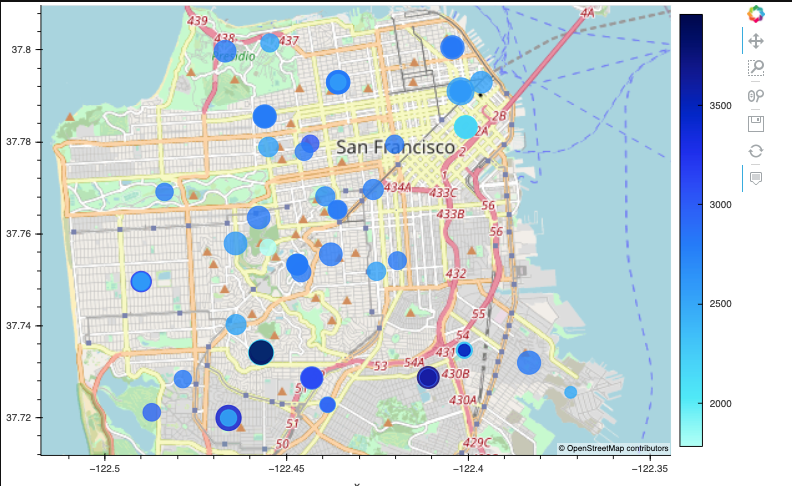 439
438
437
4A
37.8
Presidio
3500
2B
2A
37.78
San Francisco
2
1
434A
433C
433B
56
37.76
56
432
2500
37.74
55
54
431
53
54A
430B
51
430A
2000
37.72
51
50
429C
© OpenStreetMap contributors
−122.5
−122.45
−122.4
−122.35
3000